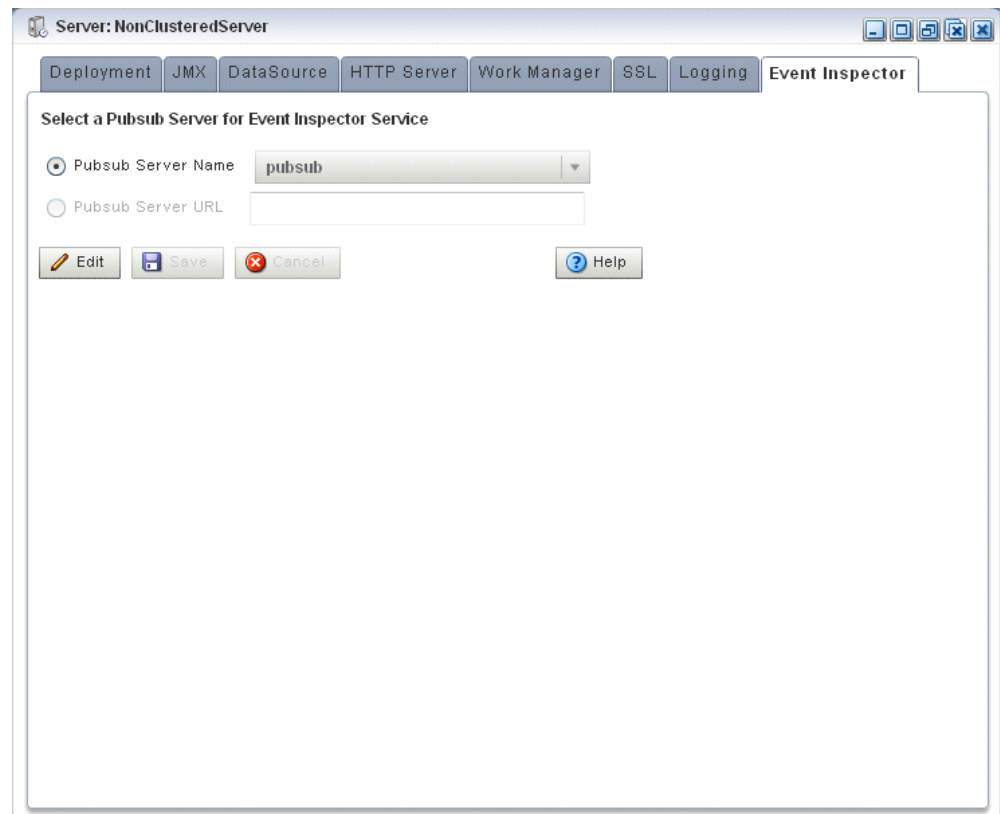 Server: NonClusteredServer
Deployment JMX DataSource HTTP Server Work Manager SSL Logging Event Inspector
Select a Pubsub Server for Event Inspector Service
Pubsub Server Name pubsub
Pubsub Server URL
Edit Save Cancel Help